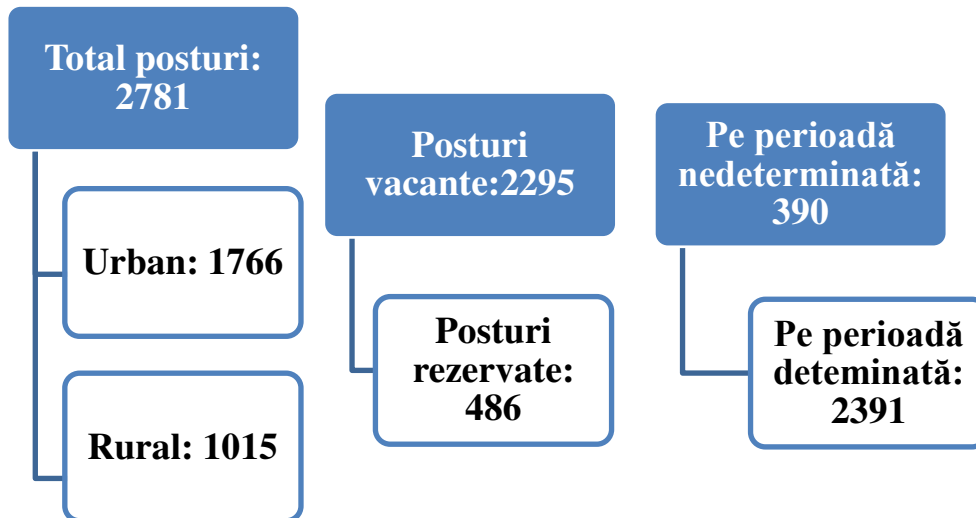 Total posturi:
2781
Urban: 1766
Rural: 1015
Posturi
vacante:2295
Posturi
rezervate:
486
Pe perioadă
nedeterminată:
390
Pe perioadă
deteminată:
2391